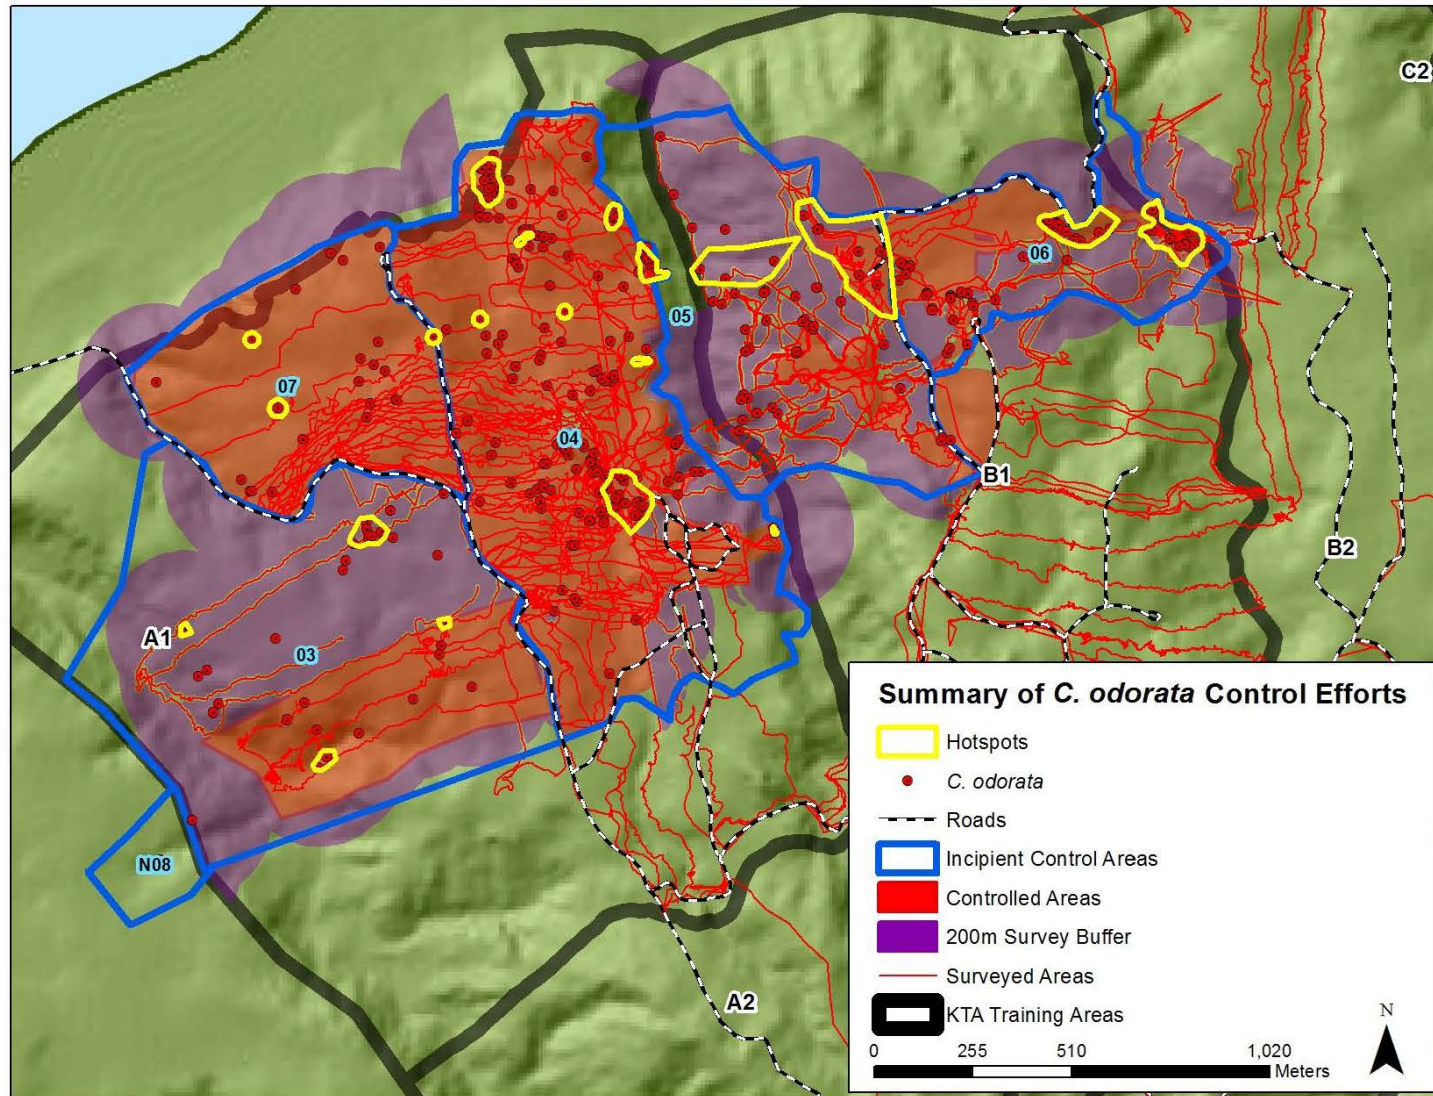 C2
07
05
06
04
B1
B2
A1
03
N08
A2
Summary of C. odorata Control Efforts
Hotspots
C. odorata
Roads
Incipient Control Areas
Controlled Areas
200m Survey Buffer
Surveyed Areas
KTA Training Areas
N
0 255 510 1,020
Meters